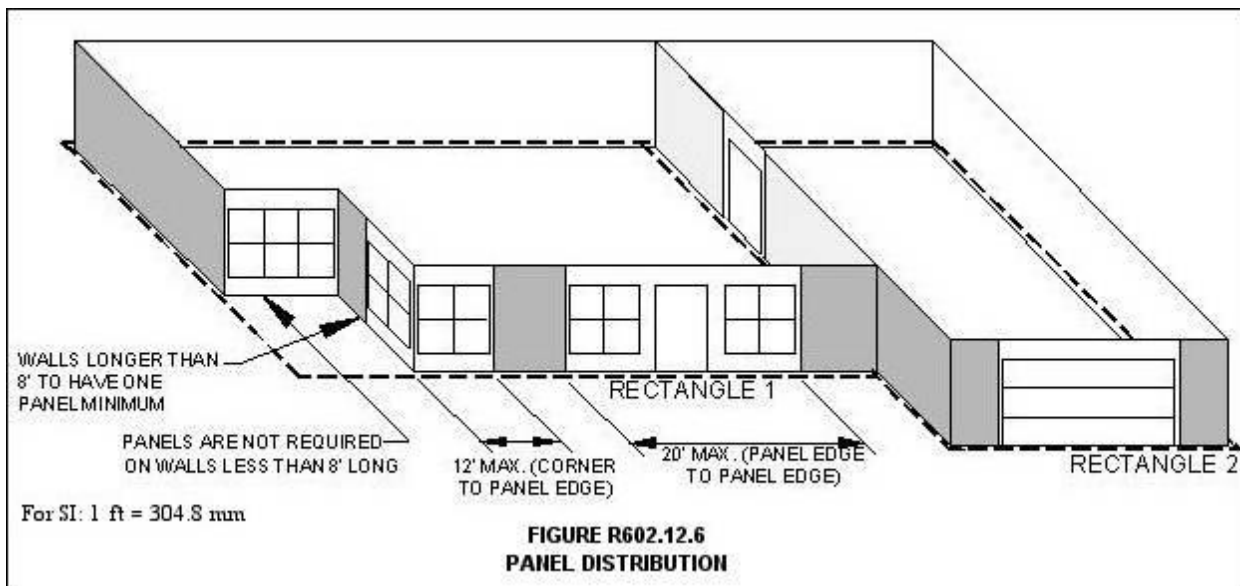 WALLS LONGER THAN
8' TO HAVE ONE
PANEL MINIMUM
PANELS ARE NOT REQUIRED
ON WALLS LESS THAN 8' LONG
12' MAX. (CORNER
TO PANEL EDGE)
20' MAX. (PANEL EDGE
TO PANEL EDGE)
RECTANGLE 1
RECTANGLE 2
For SI: 1 ft = 304.8 mm
FIGURE R602.12.6
PANEL DISTRIBUTION